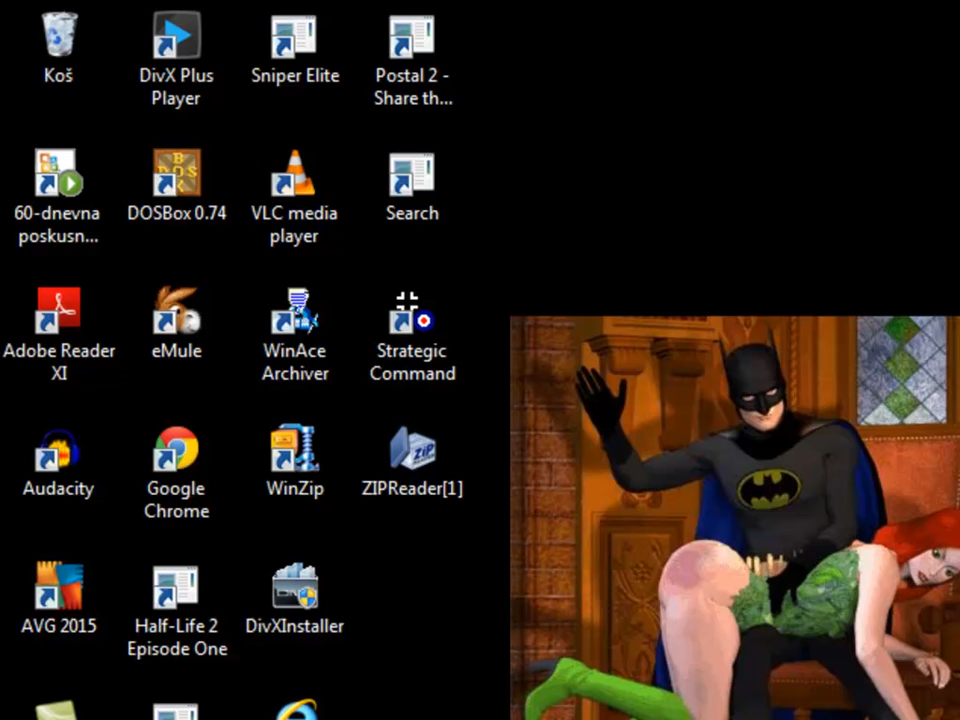 Koš
DivX Plus
Player
Sniper Elite
Postal 2 -
Share th...
60-dnevna
poskusn...
DOSBox 0.74
VLC media
player
Search
Adobe Reader
XI
eMule
WinAce
Archiver
Strategic
Command
Audacity
Google
Chrome
WinZip
ZIPReader[1]
AVG 2015
Half-Life 2
Episode One
DivXInstaller